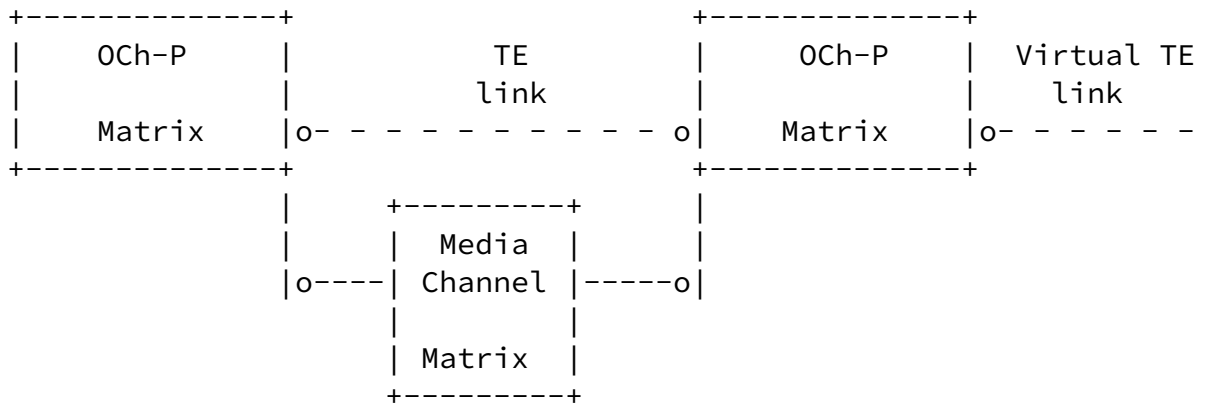 +--------------+ +--------------+
| OCh-P | TE | OCh-P | Virtual TE
| | link | | link
| Matrix |o- - - - - - - - - - o| Matrix |o- - - - - -
+--------------+ +--------------+
| +---------+ |
| | Media | |
|o----| Channel |-----o|
| |
| Matrix |
+---------+